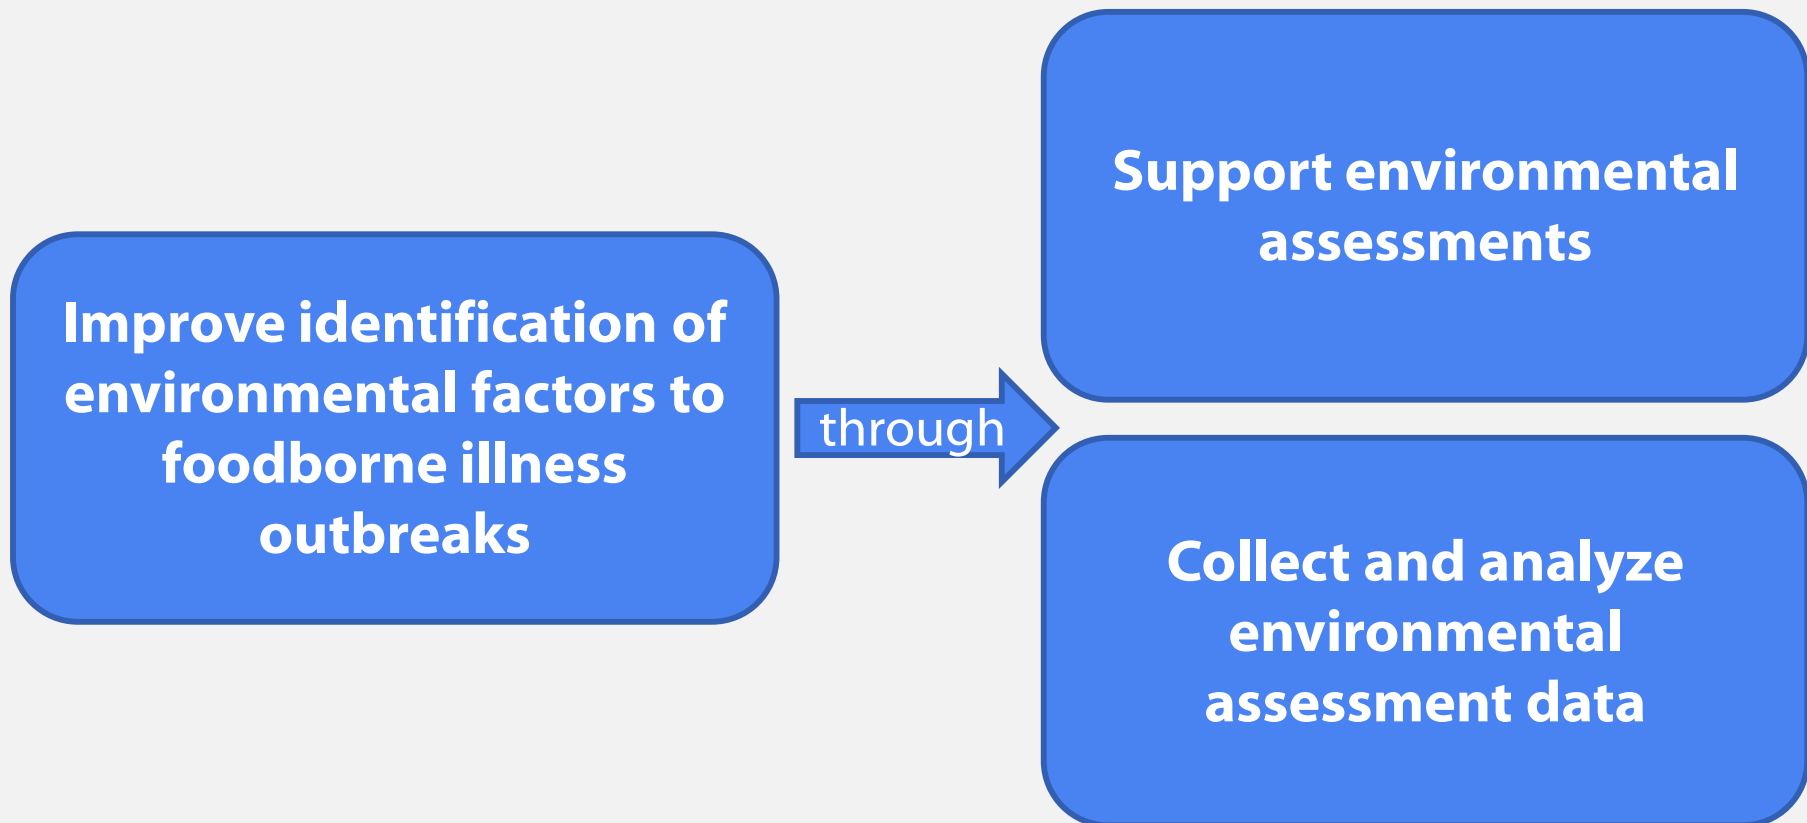 Improve identification of
environmental factors to
foodborne illness
outbreaks
through
Support environmental
assessments
Collect and analyze
environmental
assessment data